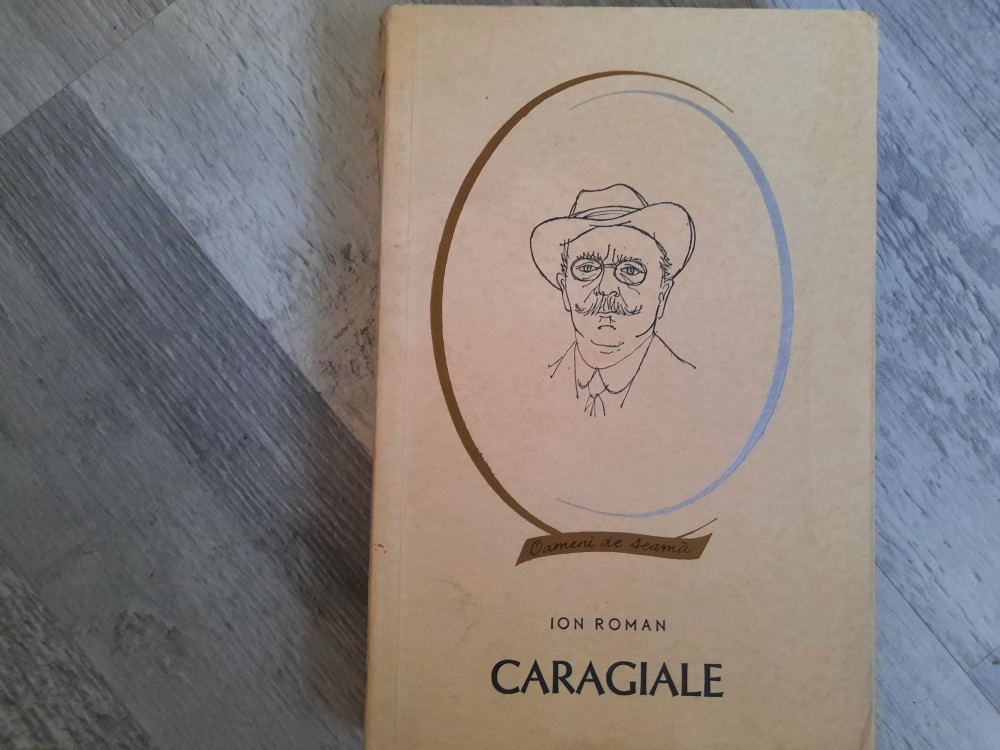 Oameni de seamă
ION ROMAN
CARAGIALE